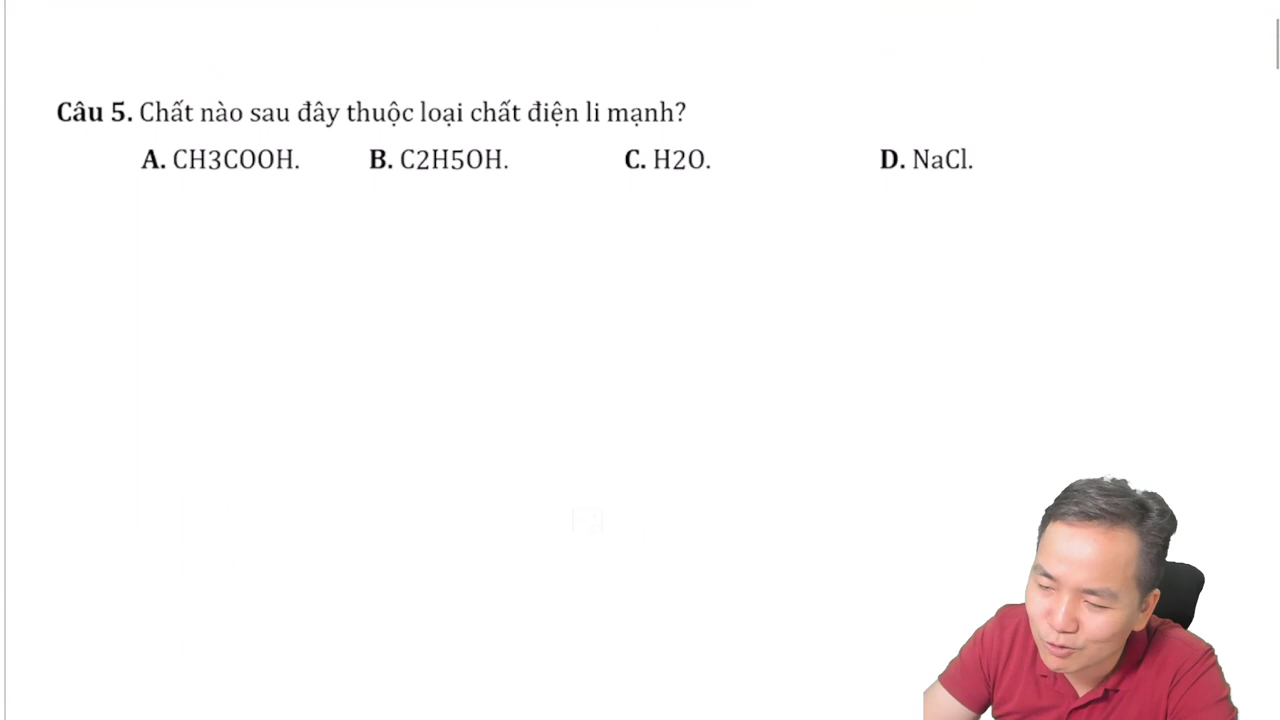 Câu 5. Chất nào sau đây thuộc loại chất điện li mạnh?
A. CH3COOH. B. C2H5OH. C. H2O. D. NaCl.